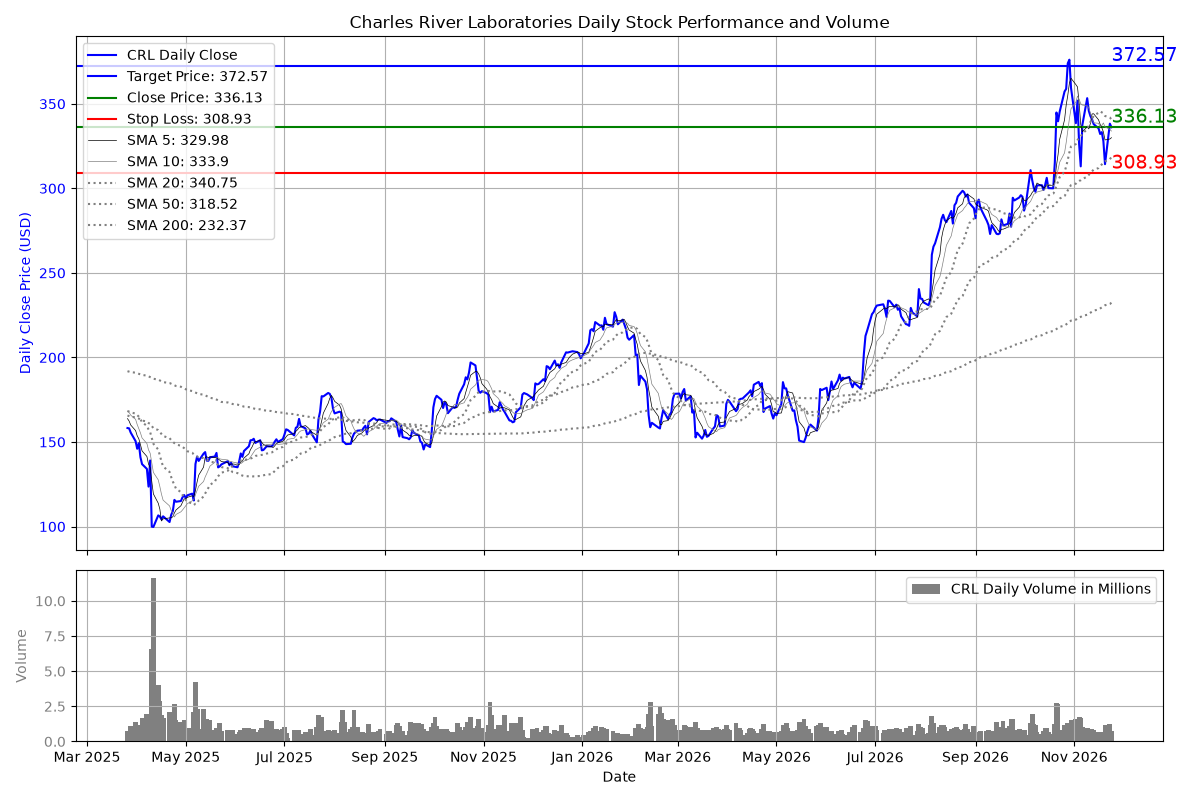 Charles River Laboratories Daily Stock Performance and Volume
CRL Daily Close
Target Price: 372.57
Close Price: 336.13
Stop Loss: 308.93
SMA 5: 329.98
SMA 10: 333.9
SMA 20: 340.75
SMA 50: 318.52
SMA 200: 232.37
372.57
336.13
308.93
Daily Close Price (USD)
350
300
250
200
150
100
CRL Daily Volume in Millions
Volume
10.0
7.5
5.0
2.5
0.0
Mar 2025 May 2025 Jul 2025 Sep 2025 Nov 2025 Jan 2026 Mar 2026 May 2026 Jul 2026 Sep 2026 Nov 2026
Date